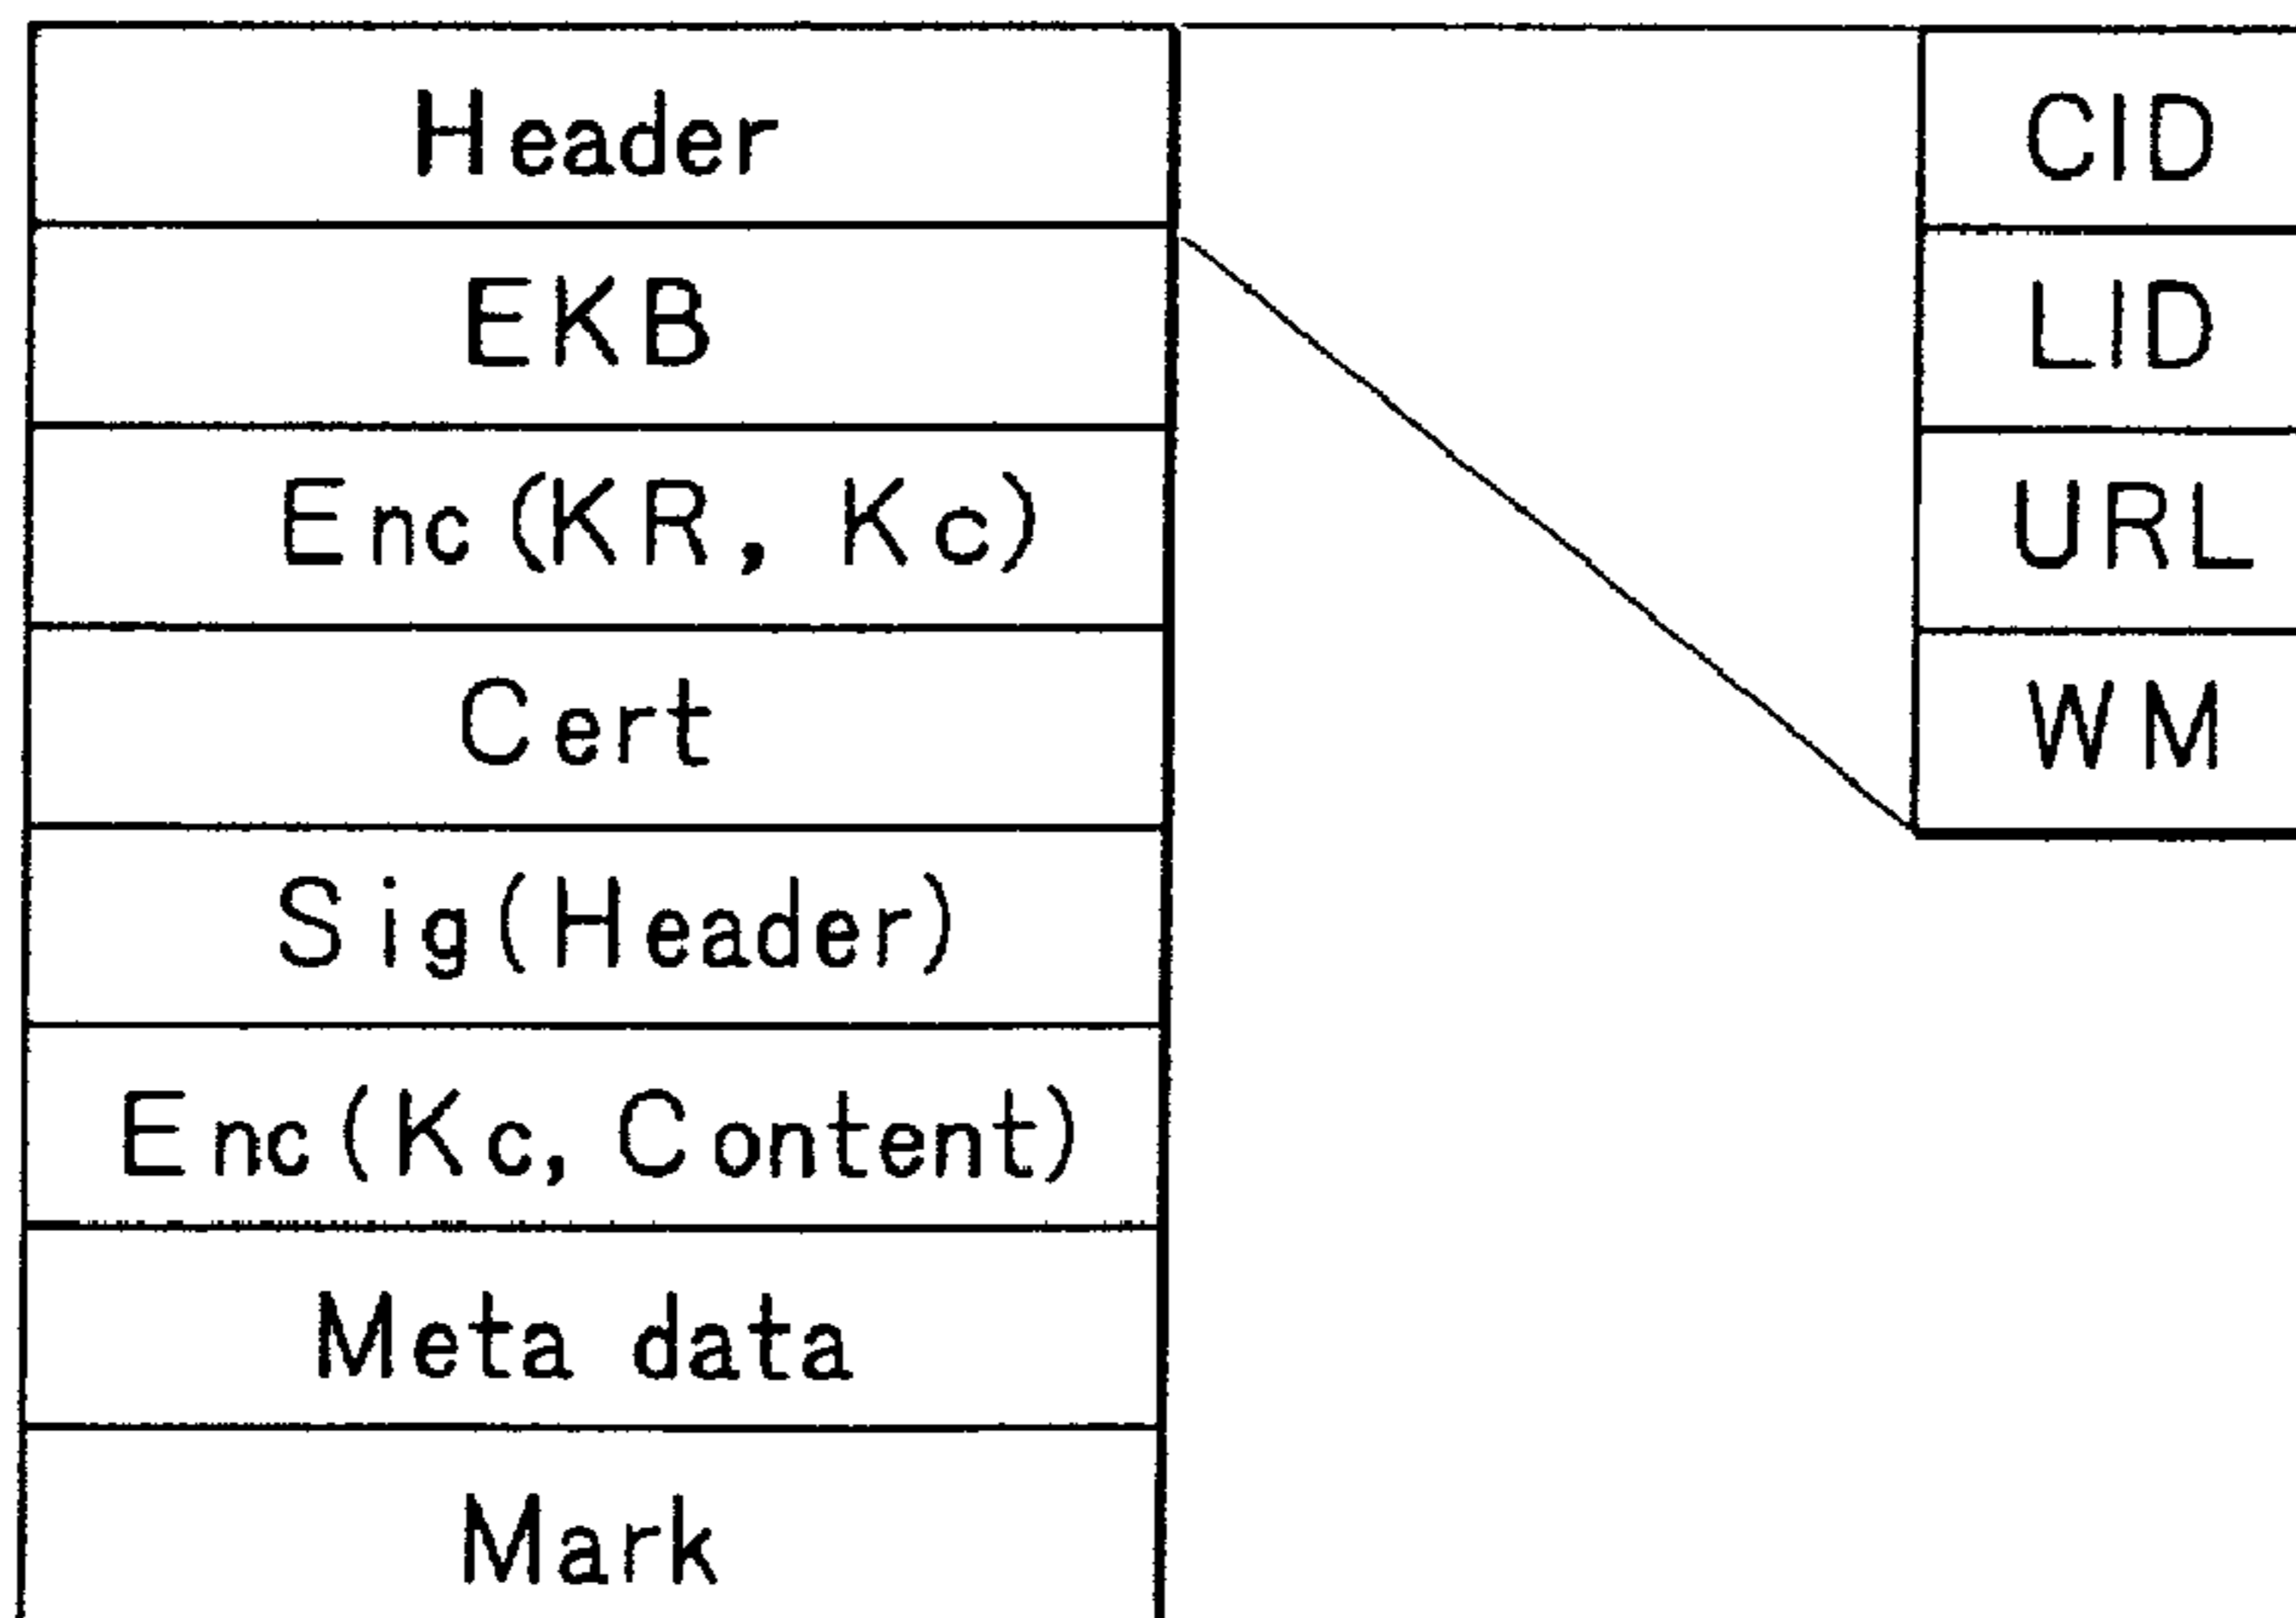 Header
EKB
Enc(KR, Kc)
Cert
Sig(Header)
Enc(Kc, Content)
Meta data
Mark
CID
LID
URL
WM